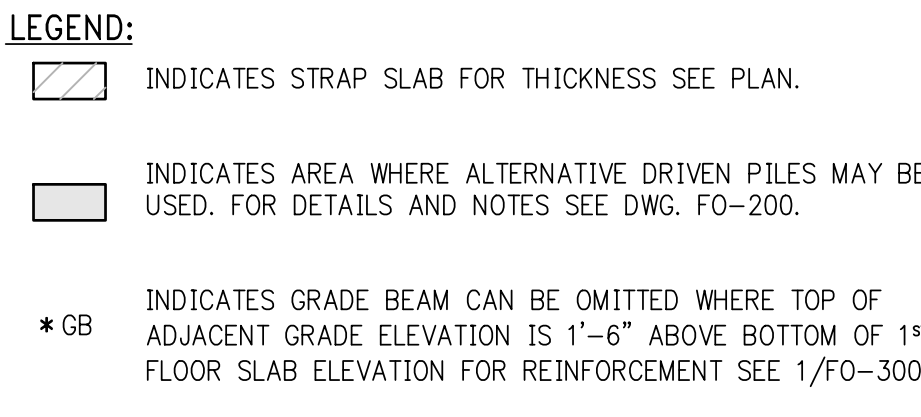 LEGEND:
INDICATES STRAP SLAB FOR THICKNESS SEE PLAN.
INDICATES AREA WHERE ALTERNATIVE DRIVEN PILES MAY BE
USED. FOR DETAILS AND NOTES SEE DWG. FO-200.
* GB INDICATES GRADE BEAM CAN BE OMITTED WHERE TOP OF
ADJACENT GRADE ELEVATION IS 1'-6" ABOVE BOTTOM OF 1s
FLOOR SLAB ELEVATION FOR REINFORCEMENT SEE 1/FO-300